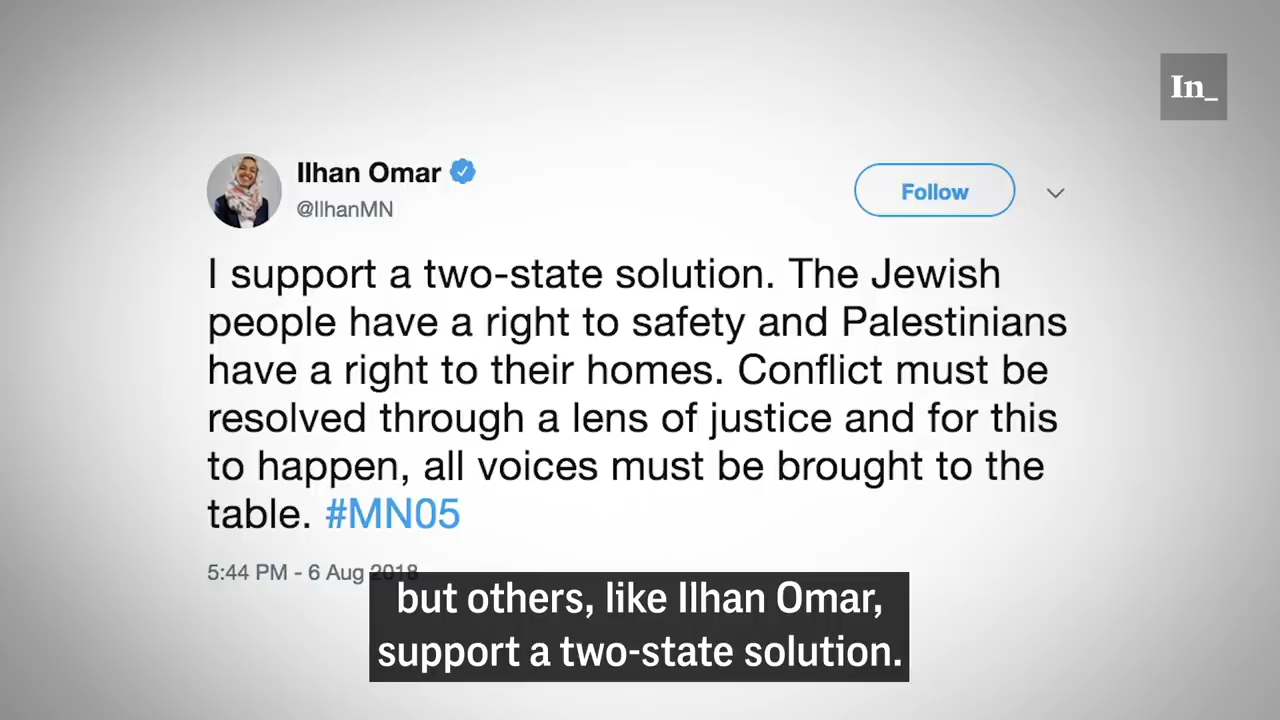 In_
Ilhan Omar
@IlhanMN
Follow
I support a two-state solution. The Jewish
people have a right to safety and Palestinians
have a right to their homes. Conflict must be
resolved through a lens of justice and for this
to happen, all voices must be brought to the
table. #MN05
5:44 PM - 6 Aug 2018
but others, like Ilhan Omar,
support a two-state solution.